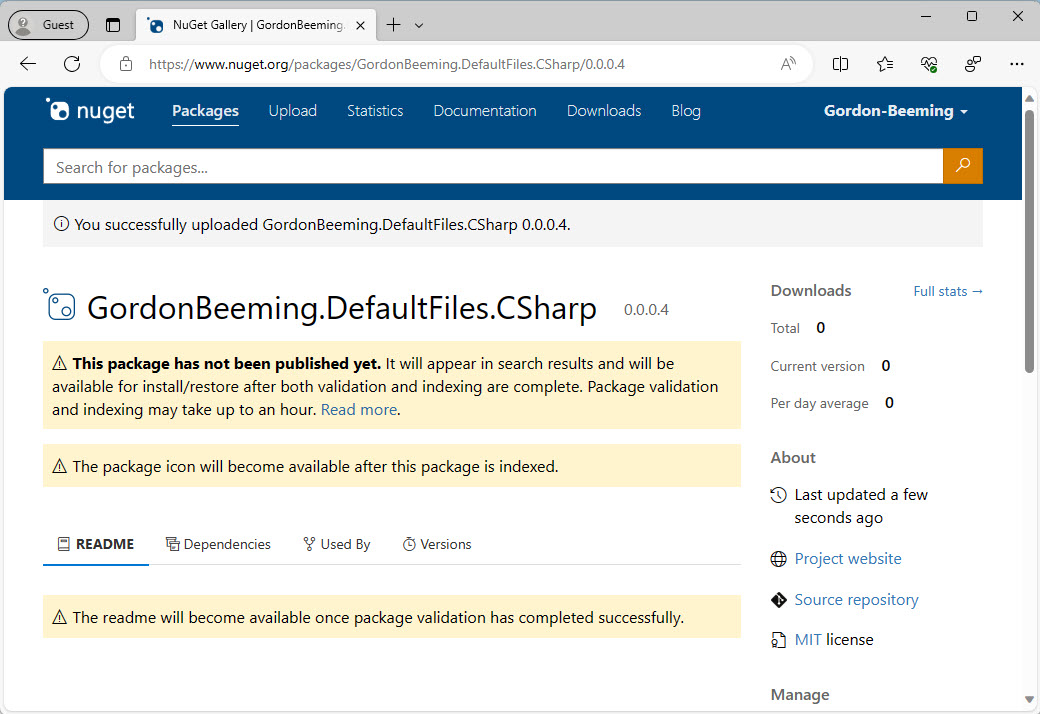 Guest
NuGet Gallery | GordonBeeming.
https://www.nuget.org/packages/GordonBeeming.DefaultFiles.CSharp/0.0.0.4
nuget Packages Upload Statistics Documentation Downloads Blog Gordon-Beeming
Search for packages...
You successfully uploaded GordonBeeming.DefaultFiles.CSharp 0.0.0.4.
GordonBeeming.DefaultFiles.CSharp 0.0.0.4
This package has not been published yet. It will appear in search results and will be
available for install/restore after both validation and indexing are complete. Package validation
and indexing may take up to an hour. Read more.
The package icon will become available after this package is indexed.
README Dependencies Used By Versions
The readme will become available once package validation has completed successfully.
Downloads Full stats →
Total 0
Current version 0
Per day average 0
About
Last updated a few
seconds ago
Project website
Source repository
MIT license
Manage